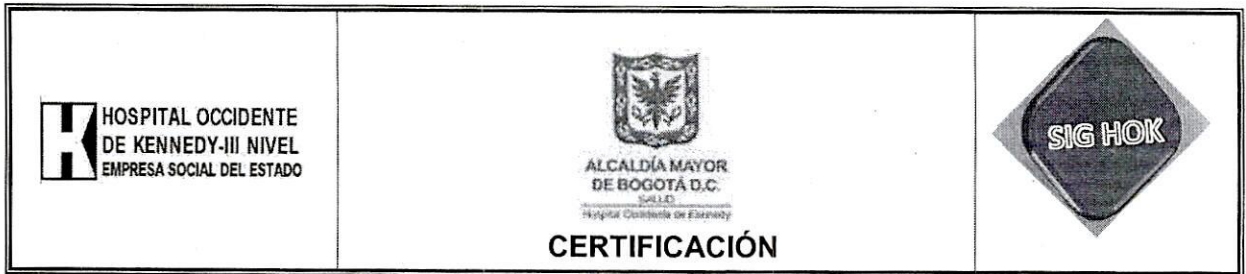 HOSPITAL OCCIDENTE
DE KENNEDY-III NIVEL
EMPRESA SOCIAL DEL ESTADO
ALCALDÍA MAYOR
DE BOGOTÁ D.C.
SALUD
Hospital Occidente de Kennedy
CERTIFICACIÓN
SIG HOK